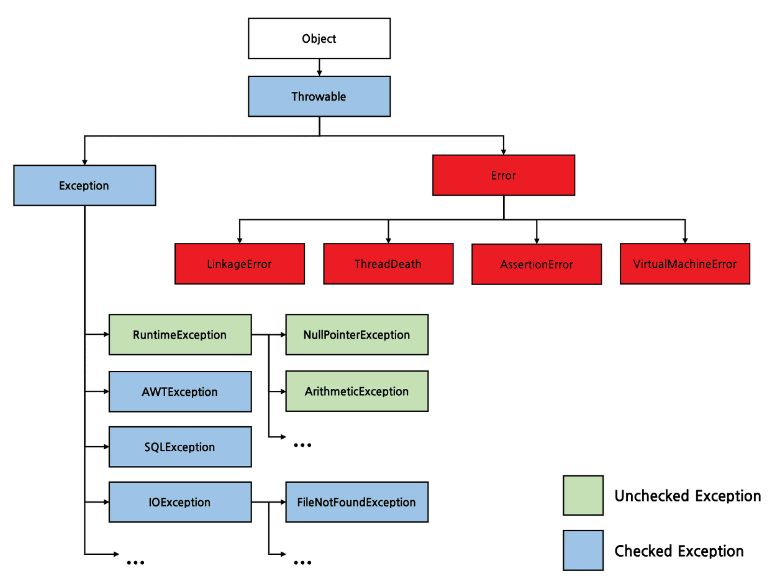 Object
Throwable
Exception
Error
LinkageError
ThreadDeath
AssertionError
VirtualMachineError
RuntimeException
NullPointerException
AWTException
ArithmeticException
...
SQLException
IOException
FileNotFoundException
...
...
Unchecked Exception
Checked Exception